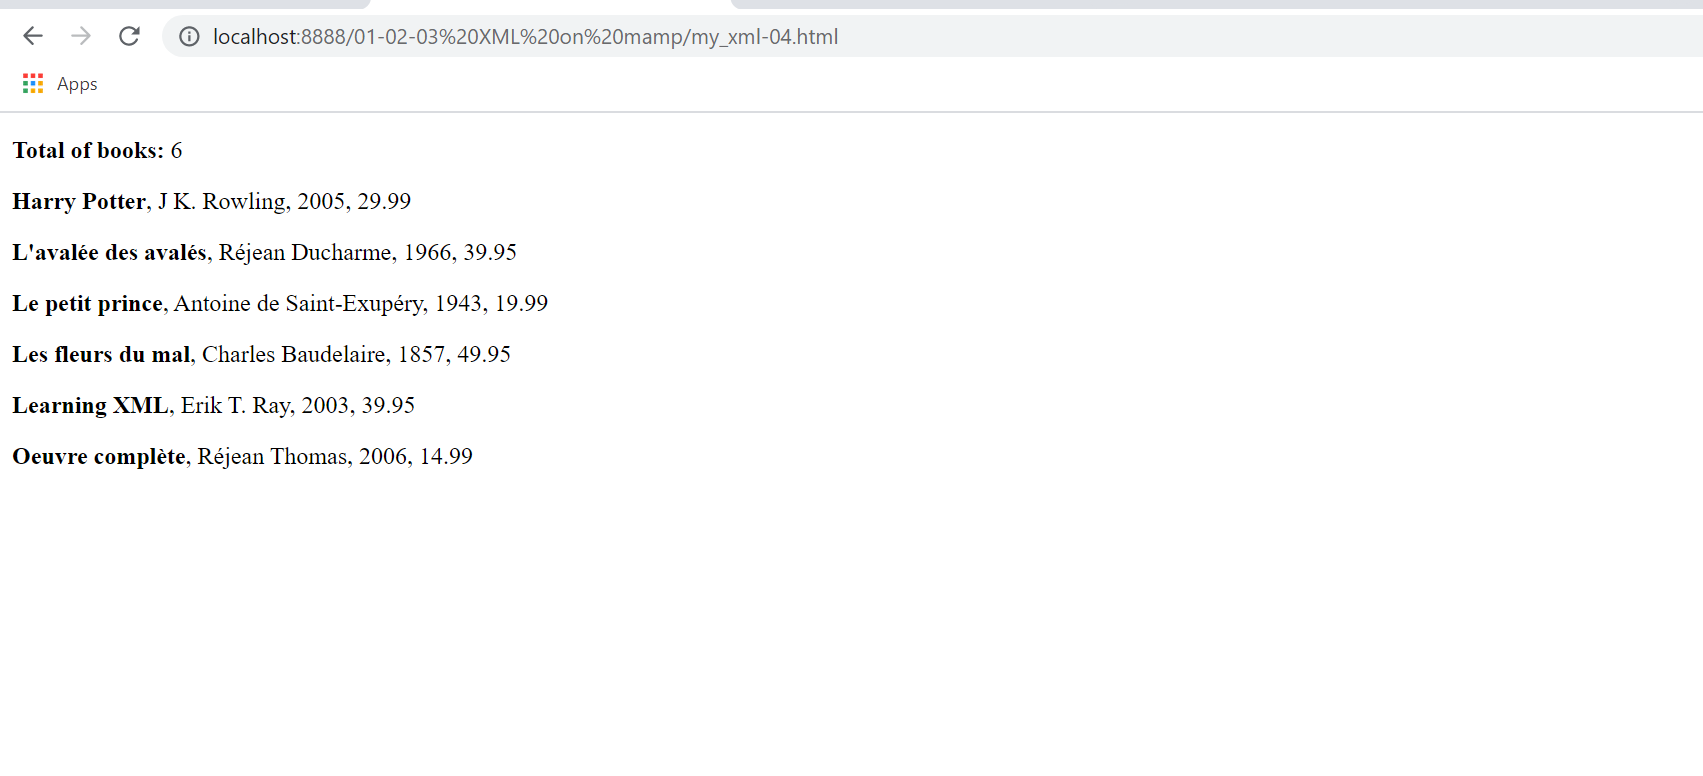 localhost:8888/01-02-03%20XML%20on%20mamp/my_xml-04.html
Apps
Total of books: 6
Harry Potter, J K. Rowling, 2005, 29.99
L'avalée des avalés, Réjean Ducharme, 1966, 39.95
Le petit prince, Antoine de Saint-Exupéry, 1943, 19.99
Les fleurs du mal, Charles Baudelaire, 1857, 49.95
Learning XML, Erik T. Ray, 2003, 39.95
Oeuvre complète, Réjean Thomas, 2006, 14.99